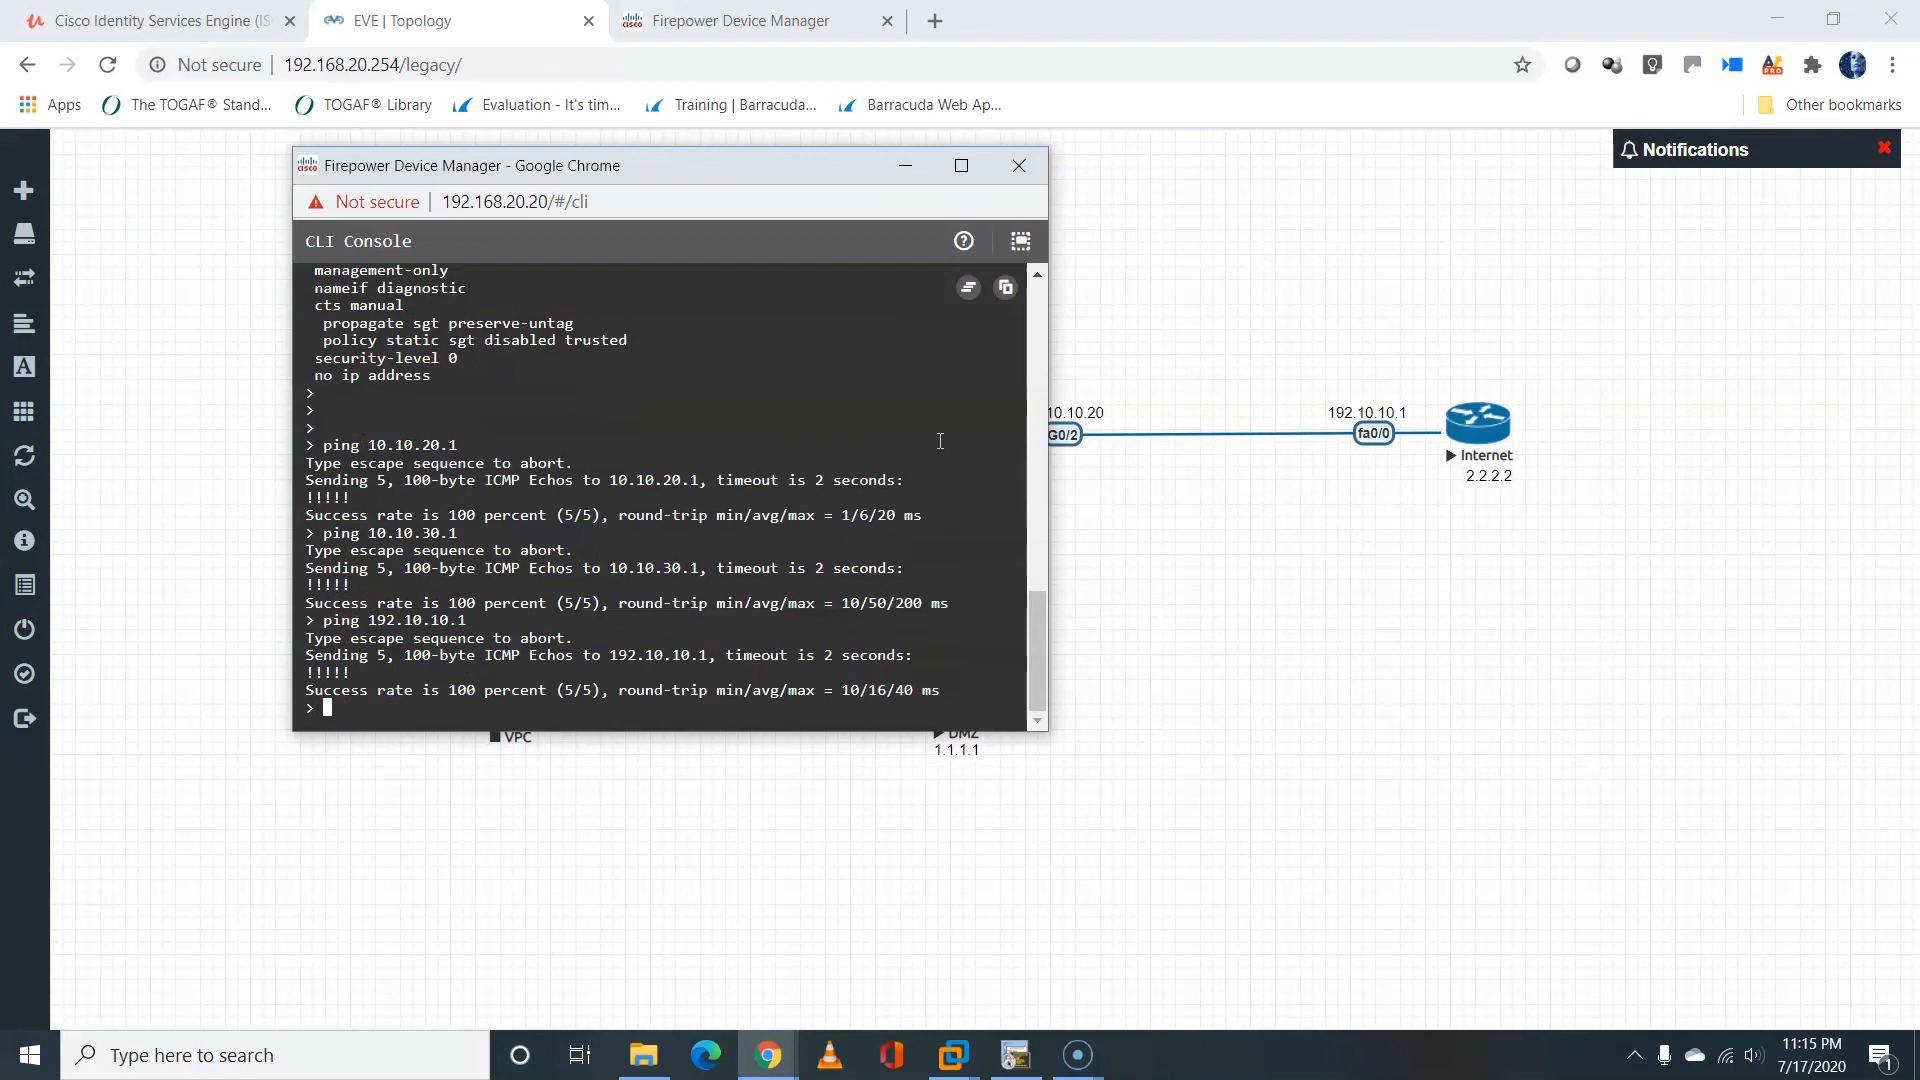 Cisco Identity Services Engine (IS
EVE | Topology
Firepower Device Manager
Not secure
192.168.20.254/legacy/
Apps
The TOGAF® Stand...
TOGAF® Library
Evaluation - It's tim...
Training | Barracuda...
Barracuda Web Ap...
Other bookmarks
Notifications
Firepower Device Manager - Google Chrome
Not secure
192.168.20.20/#/cli
CLI Console
management-only
nameif diagnostic
cts manual
propagate sgt preserve-untag
policy static sgt disabled trusted
security-level 0
no ip address
>
>
>
> ping 10.10.20.1
Type escape sequence to abort.
Sending 5, 100-byte ICMP Echos to 10.10.20.1, timeout is 2 seconds:
!!!!!
Success rate is 100 percent (5/5), round-trip min/avg/max = 1/6/20 ms
> ping 10.10.30.1
Type escape sequence to abort.
Sending 5, 100-byte ICMP Echos to 10.10.30.1, timeout is 2 seconds:
!!!!!
Success rate is 100 percent (5/5), round-trip min/avg/max = 10/50/200 ms
> ping 192.10.10.1
Type escape sequence to abort.
Sending 5, 100-byte ICMP Echos to 192.10.10.1, timeout is 2 seconds:
!!!!!
Success rate is 100 percent (5/5), round-trip min/avg/max = 10/16/40 ms
>
10.10.20
G0/2
192.10.10.1
fa0/0
Internet
2.2.2.2
VPC
DMZ
1.1.1.1
Type here to search
11:15 PM
7/17/2020
1